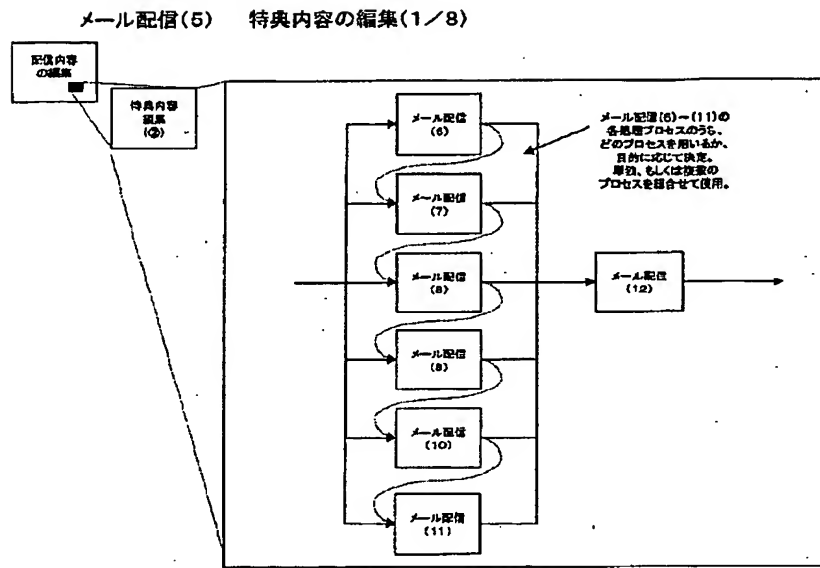 メール配信(5) 特典内容の編集(1/8)
配信内容
の編集
特典内容
編集
(②)
メール配信
(6)
メール配信(6)~(11)の
各処理プロセスのうち、
どのプロセスを用いるか、
目的に応じて決定。
単効、もしくは複数の
プロセスを組合せて使用。
メール配信
(7)
メール配信
(8)
メール配信
(12)
メール配信
(8)
メール配信
(10)
メール配信
(11)